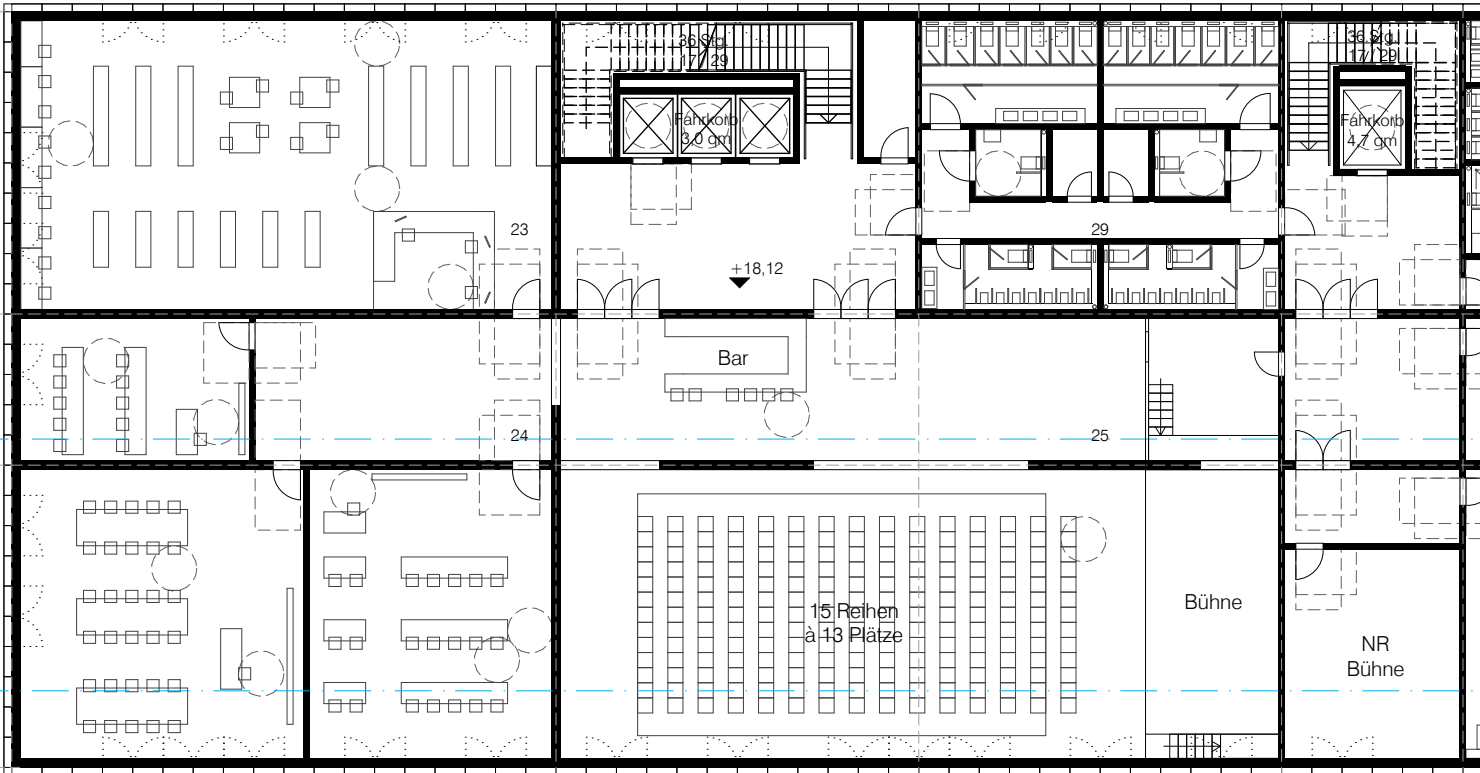 36 Stg.
17 / 29
36 Stg.
17 / 29
Fahrkorb
3,0 qm
Fahrkorb
4,7 qm
23
29
+18,12
Bar
24
25
15 Reihen
à 13 Plätze
Bühne
NR
Bühne